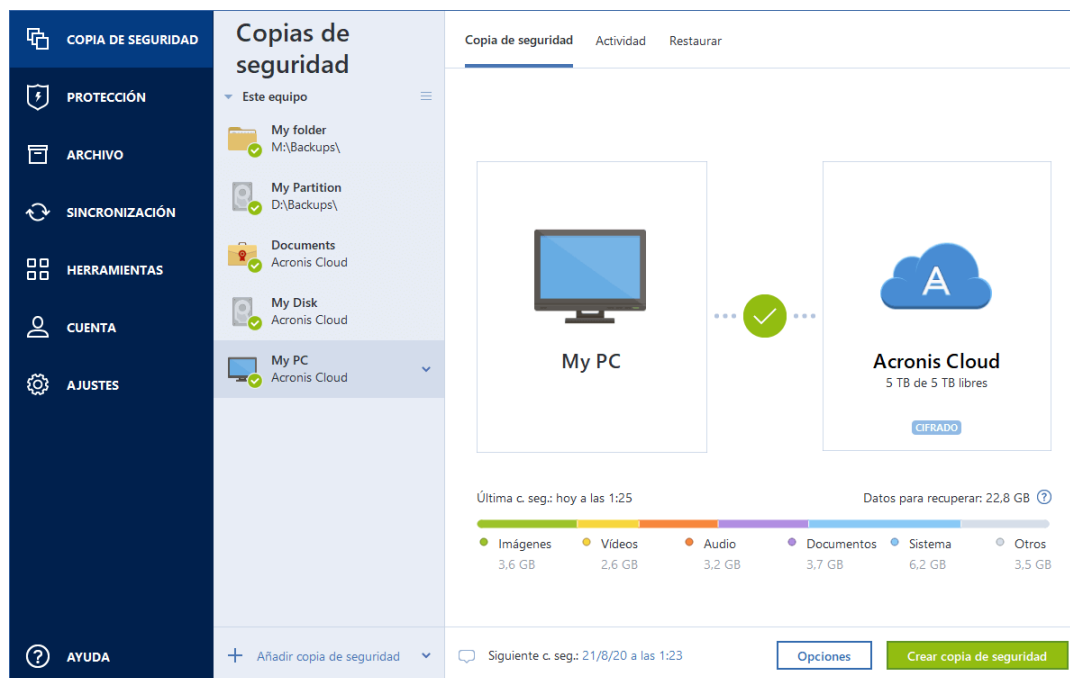 COPIA DE SEGURIDAD
PROTECCIÓN
ARCHIVO
SINCRONIZACIÓN
HERRAMIENTAS
CUENTA
AJUSTES
AYUDA
Copias de
seguridad
Este equipo
My folder
M:\Backups\
My Partition
D:\Backups\
Documents
Acronis Cloud
My Disk
Acronis Cloud
My PC
Acronis Cloud
Añadir copia de seguridad
Copia de seguridad Actividad Restaurar
My PC
A
Acronis Cloud
5 TB de 5 TB libres
CIFRADO
Última c. seg.: hoy a las 1:25 Datos para recuperar: 22,8 GB ?
Imágenes Vídeos Audio Documentos Sistema Otros
3,6 GB 2,6 GB 3,2 GB 3,7 GB 6,2 GB 3,5 GB
Siguiente c. seg.: 21/8/20 a las 1:23 Opciones Crear copia de seguridad